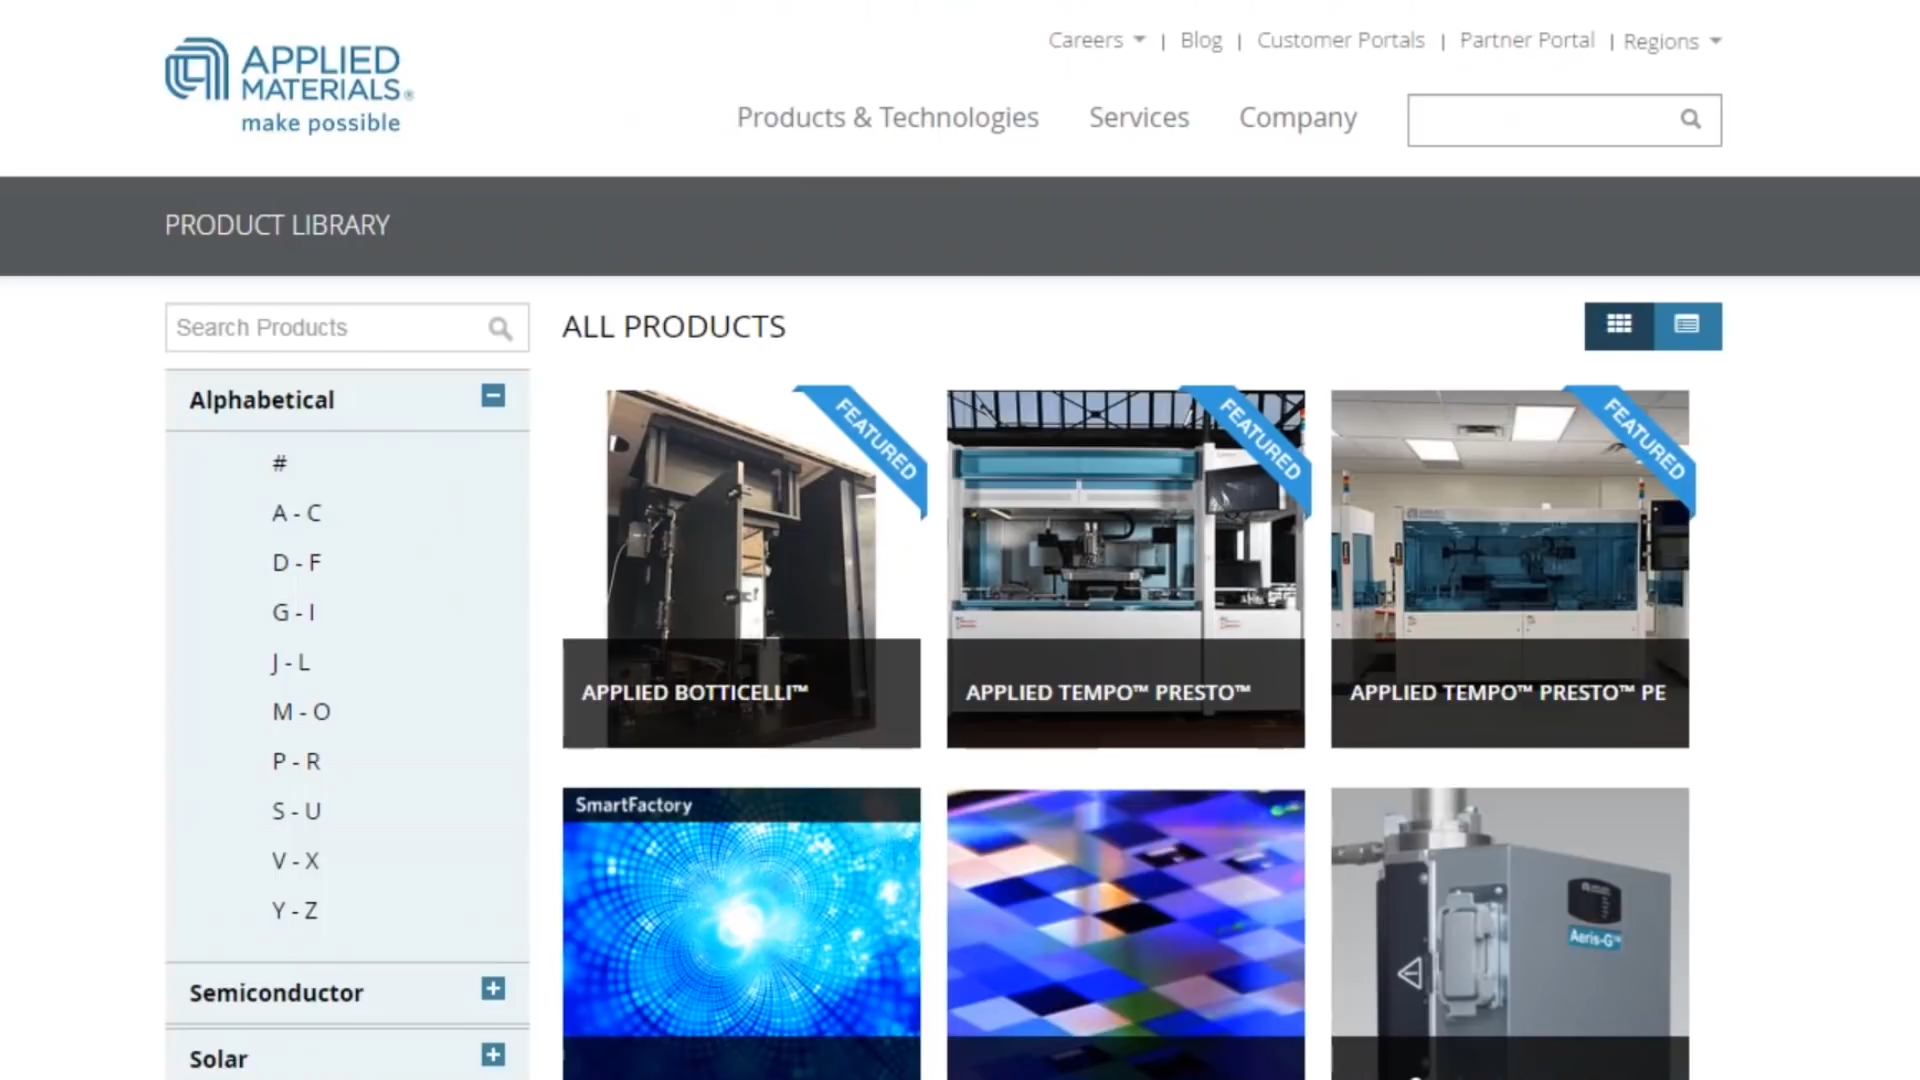 Careers | Blog | Customer Portals | Partner Portal | Regions
APPLIED
MATERIALS®
make possible
Products & Technologies Services Company
PRODUCT LIBRARY
Search Products
ALL PRODUCTS
Alphabetical
#
A - C
D - F
G - I
J - L
M - O
P - R
S - U
V - X
Y - Z
Semiconductor
Solar
FEATURED
APPLIED BOTTICELLI™
FEATURED
APPLIED TEMPO™ PRESTO™
FEATURED
APPLIED TEMPO™ PRESTO™ PE
SmartFactory
Aeris-G™